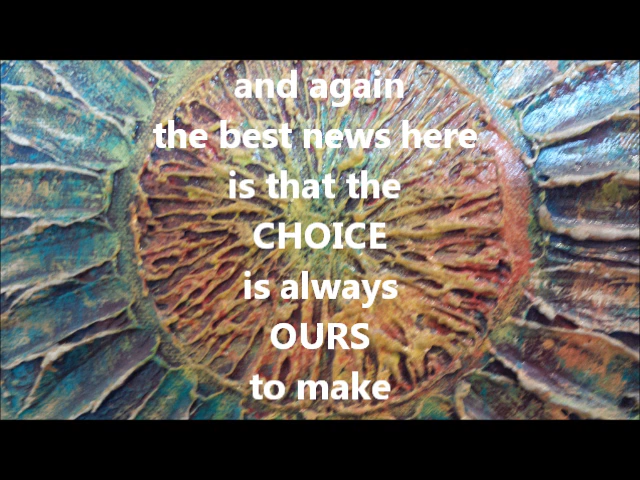 and again
the best news here
is that the
CHOICE
is always
OURS
to make